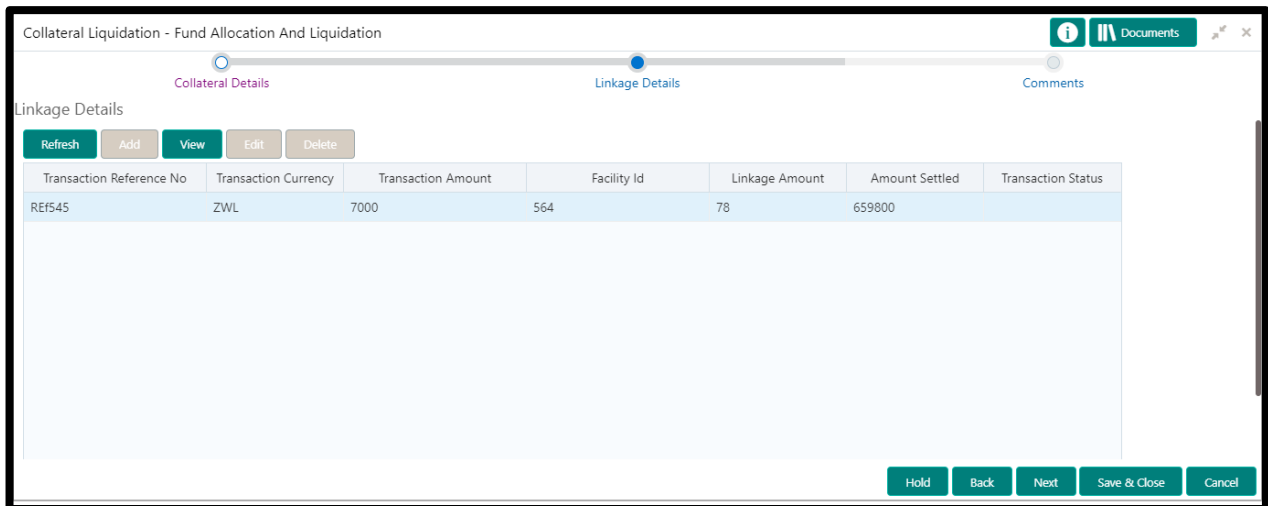 Collateral Liquidation - Fund Allocation And Liquidation
i Documents
Collateral Details Linkage Details Comments
Linkage Details
Refresh Add View Edit Delete
Transaction Reference No Transaction Currency Transaction Amount Facility Id Linkage Amount Amount Settled Transaction Status
REf545 ZWL 7000 564 78 659800
Hold Back Next Save & Close Cancel